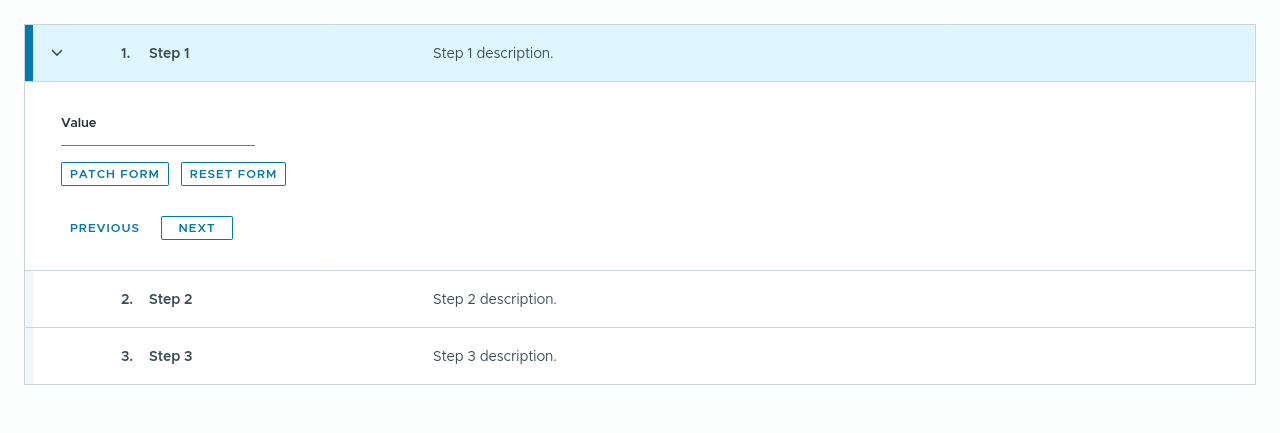 1. Step 1 Step 1 description.
Value
PATCH FORM RESET FORM
PREVIOUS NEXT
2. Step 2 Step 2 description.
3. Step 3 Step 3 description.